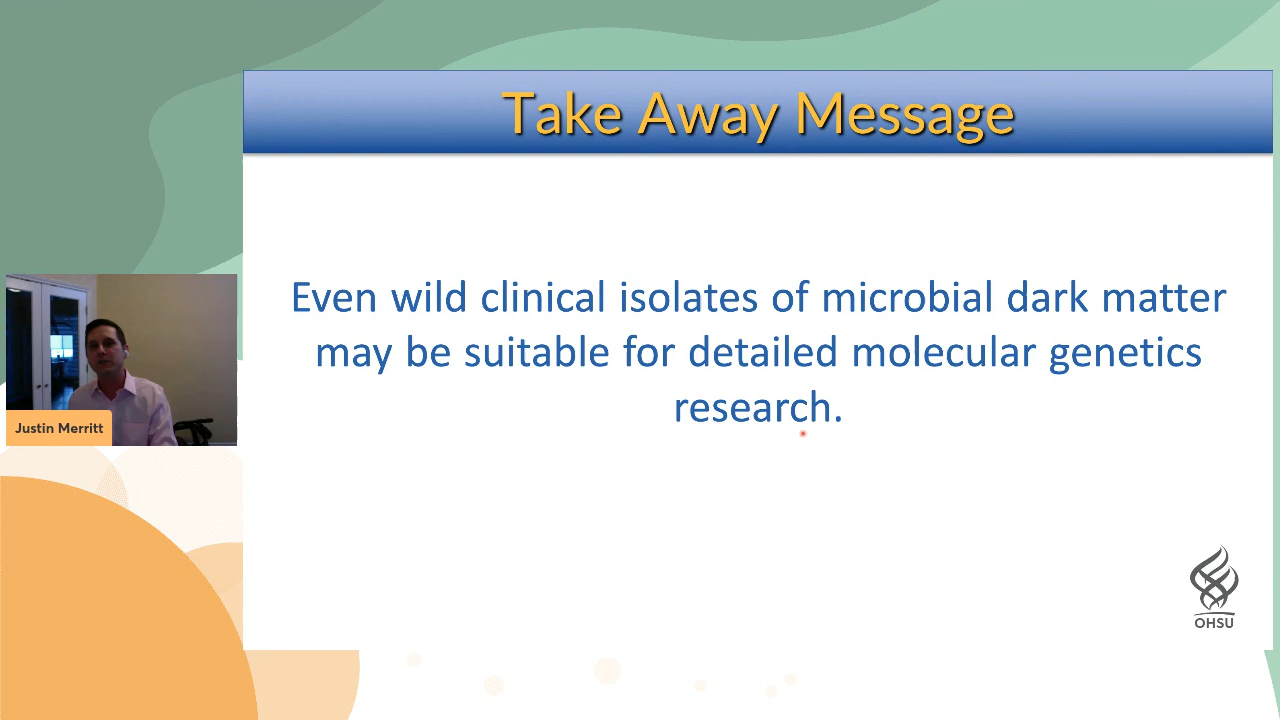 Take Away Message
Even wild clinical isolates of microbial dark matter
may be suitable for detailed molecular genetics
research.
Justin Merritt
OHSU